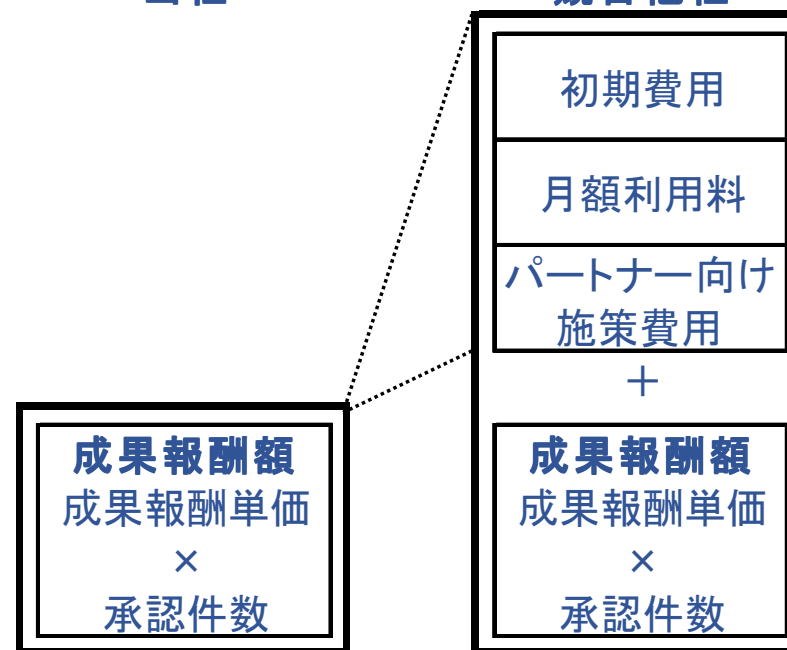 初期費用
月額利用料
パートナー向け
施策費用
＋
成果報酬額
成果報酬単価
×
承認件数
成果報酬額
成果報酬単価
×
承認件数